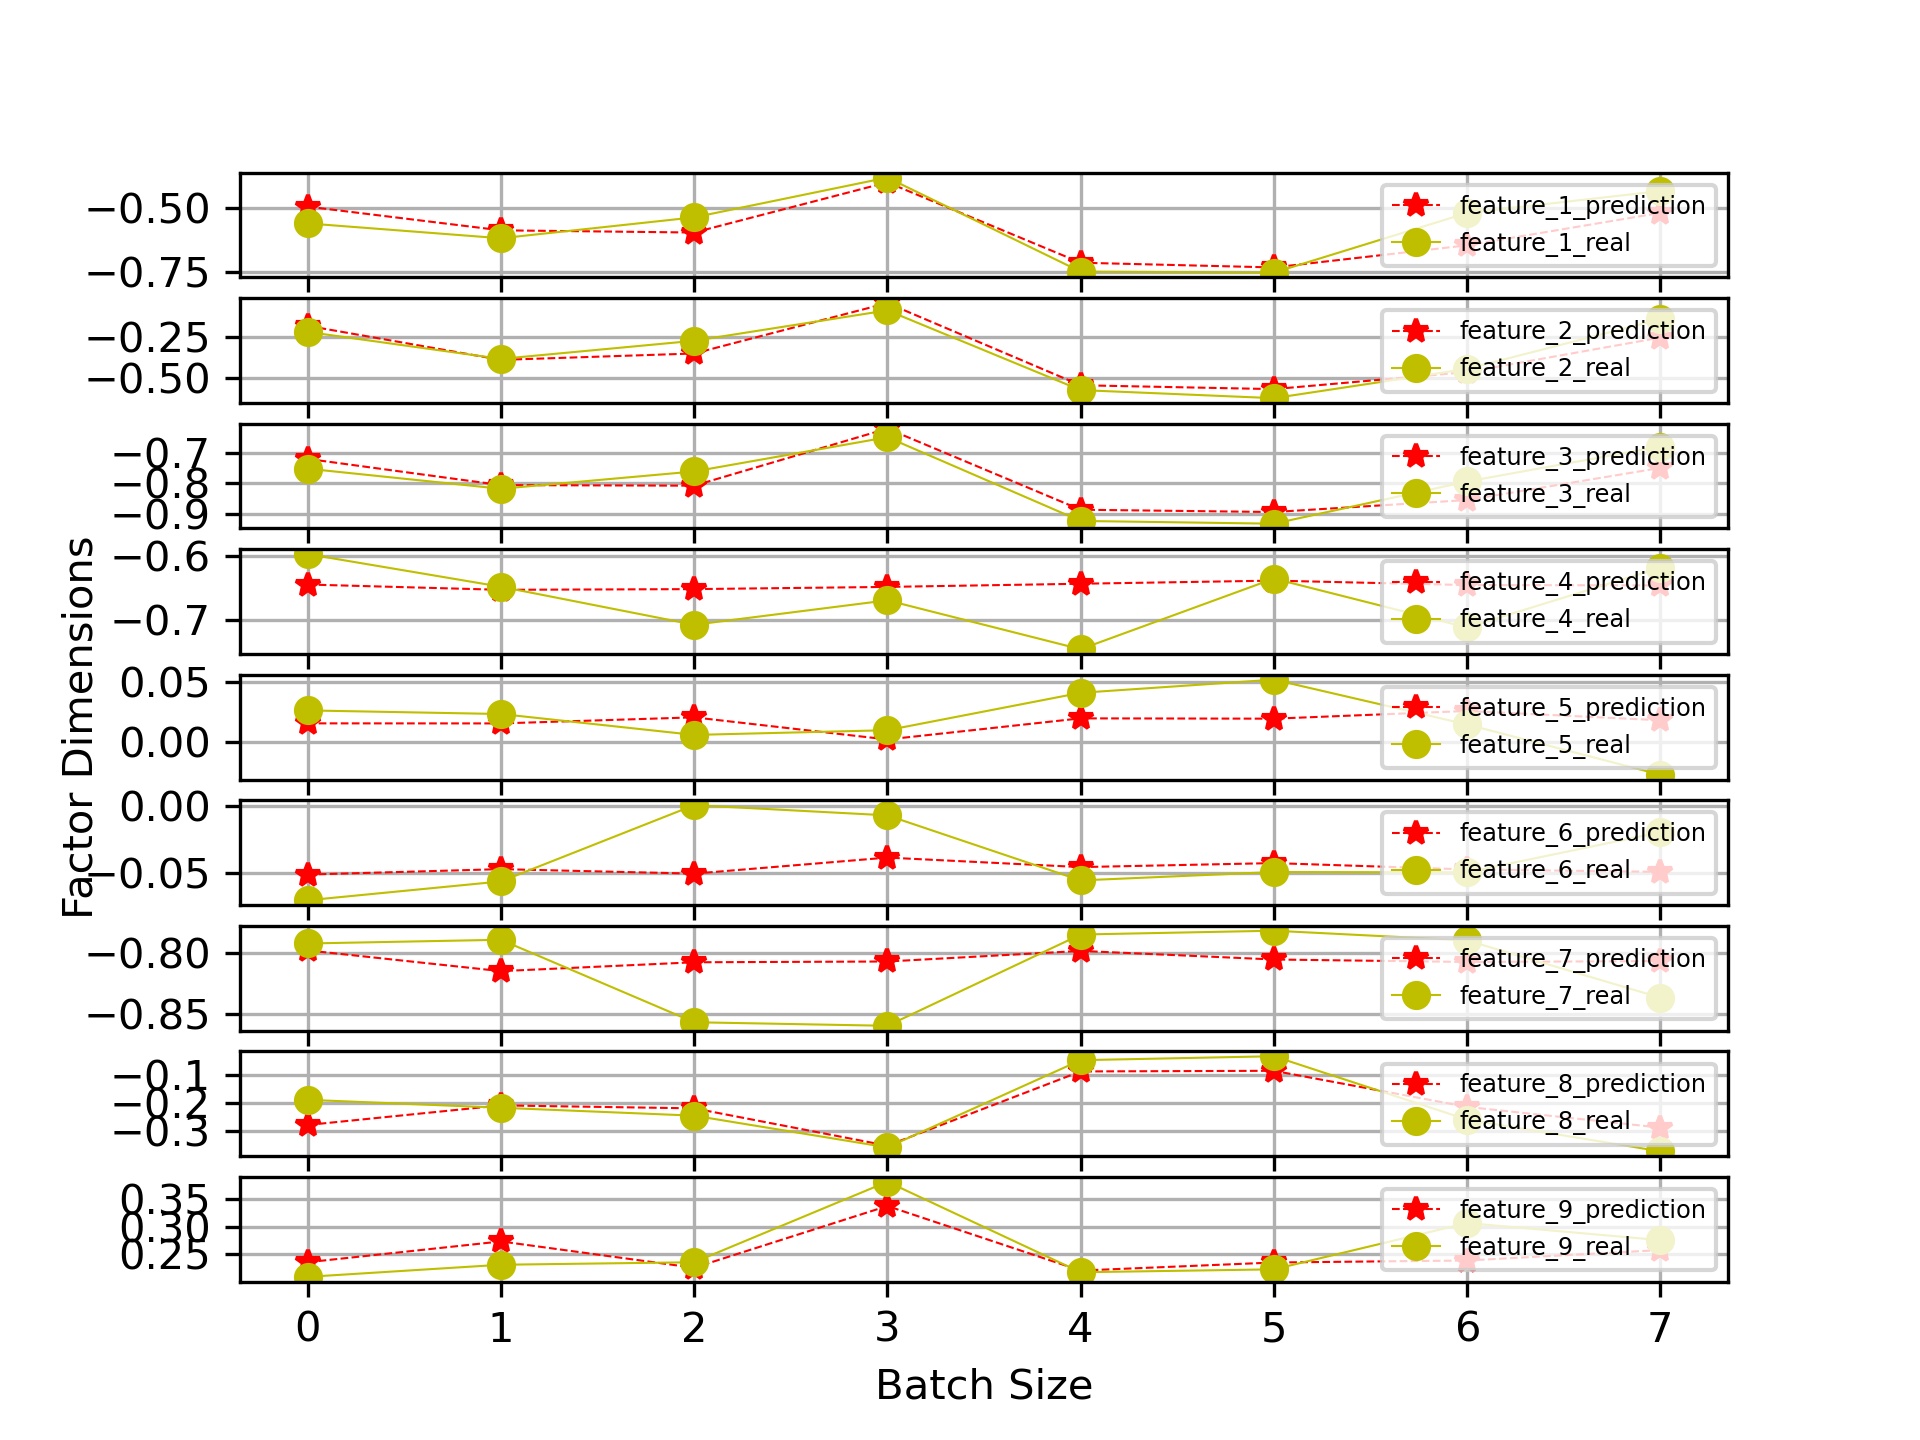 −0.50
−0.75
feature_1_prediction
feature_1_real
−0.25
−0.50
feature_2_prediction
feature_2_real
−0.7
−0.8
−0.9
feature_3_prediction
feature_3_real
−0.6
−0.7
feature_4_prediction
feature_4_real
0.05
0.00
feature_5_prediction
feature_5_real
0.00
−0.05
feature_6_prediction
feature_6_real
−0.80
−0.85
feature_7_prediction
feature_7_real
−0.1
−0.2
−0.3
feature_8_prediction
feature_8_real
0.35
0.30
0.25
feature_9_prediction
feature_9_real
Factor Dimensions
0 1 2 3 4 5 6 7
Batch Size